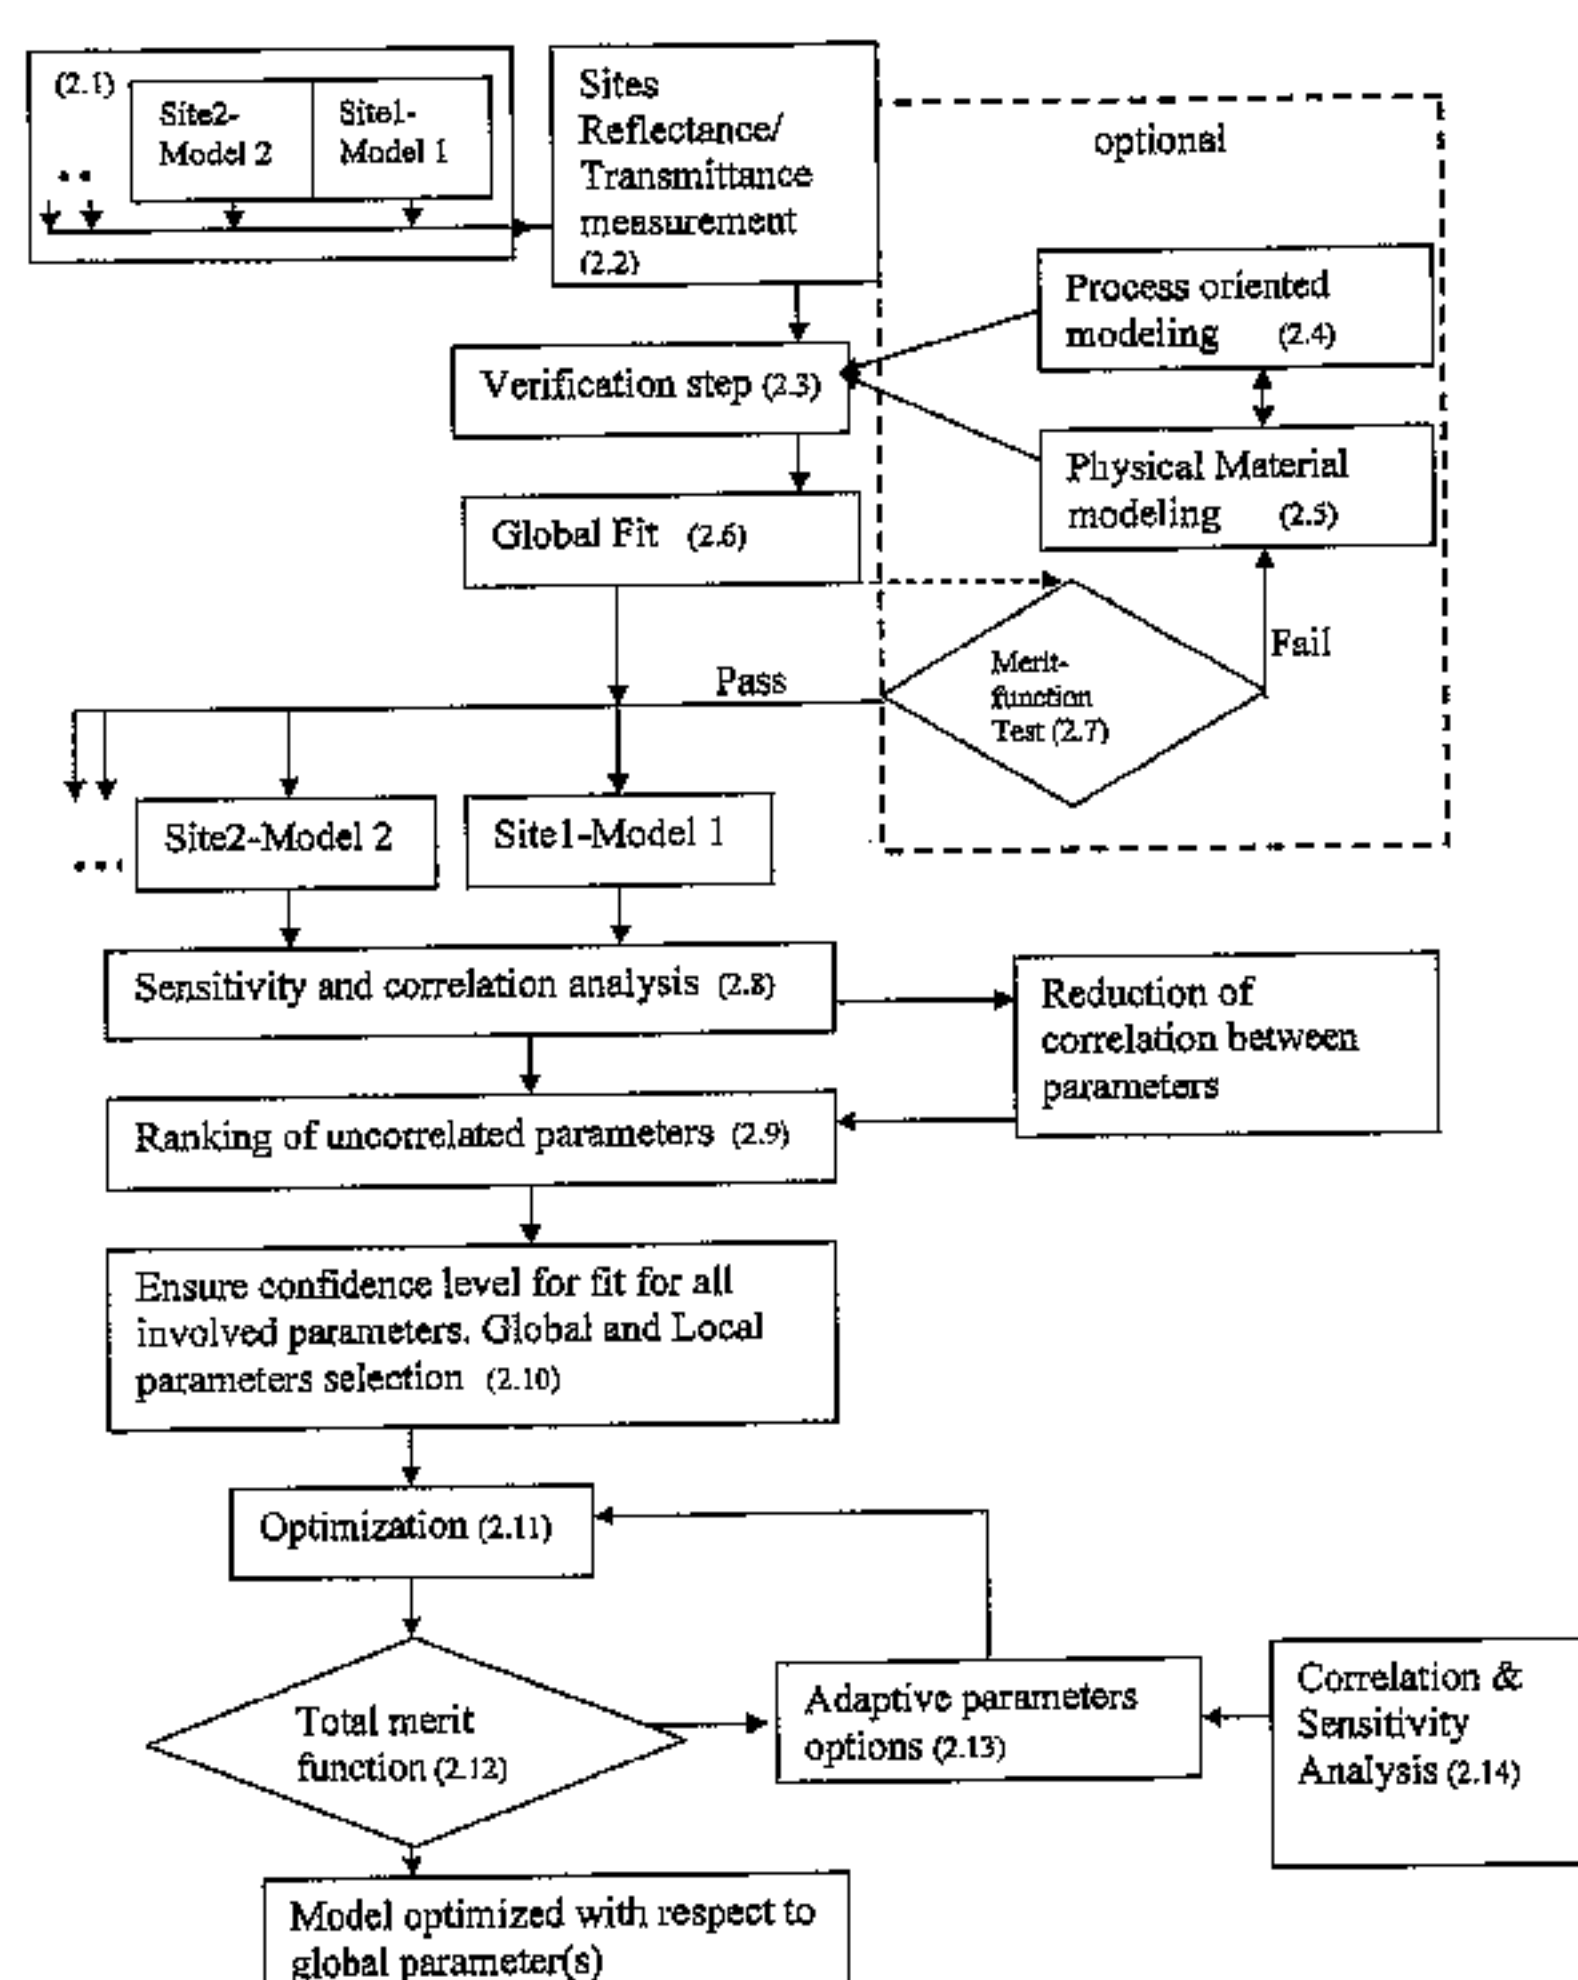 (2.1)
Site2-
Model 2
Site1-
Model 1
Sites
Reflectance/
Transmittance
measurement
(2.2)
optional
Process oriented
modeling (2.4)
Verification step (2.3)
Physical Material
modeling (2.5)
Global Fit (2.6)
Fail
Merit-
function
Test (2.7)
Pass
Site2-Model 2
Site1-Model 1
Sensitivity and correlation analysis (2.8)
Reduction of
correlation between
parameters
Ranking of uncorrelated parameters (2.9)
Ensure confidence level for fit for all
involved parameters. Global and Local
parameters selection (2.10)
Optimization (2.11)
Total merit
function (2.12)
Adaptive parameters
options (2.13)
Correlation &
Sensitivity
Analysis (2.14)
Model optimized with respect to
global parameter(s)